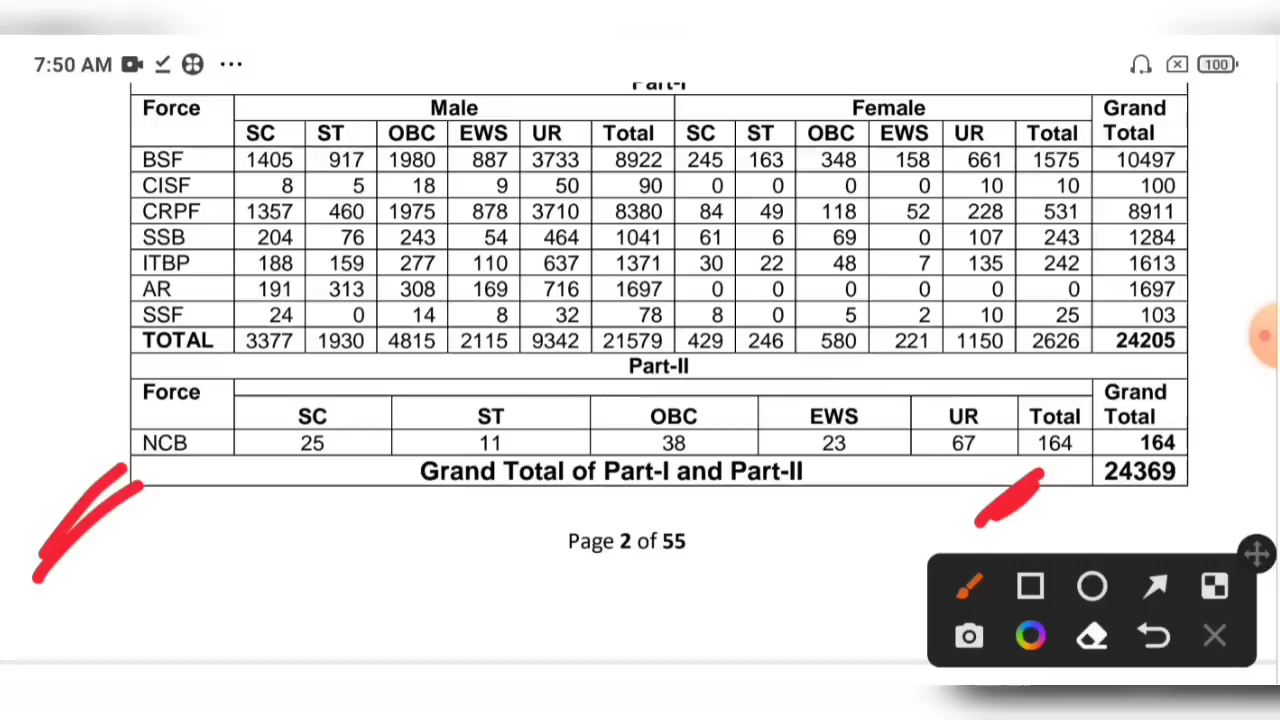 7:50 AM ... 100
Part-I
Force Male Female Grand Total
SC ST OBC EWS UR Total SC ST OBC EWS UR Total
BSF 1405 917 1980 887 3733 8922 245 163 348 158 661 1575 10497
CISF 8 5 18 9 50 90 0 0 0 0 10 10 100
CRPF 1357 460 1975 878 3710 8380 84 49 118 52 228 531 8911
SSB 204 76 243 54 464 1041 61 6 69 0 107 243 1284
ITBP 188 159 277 110 637 1371 30 22 48 7 135 242 1613
AR 191 313 308 169 716 1697 0 0 0 0 0 0 1697
SSF 24 0 14 8 32 78 8 0 5 2 10 25 103
TOTAL 3377 1930 4815 2115 9342 21579 429 246 580 221 1150 2626 24205
Part-II
Force Grand Total
SC ST OBC EWS UR Total
NCB 25 11 38 23 67 164 164
Grand Total of Part-I and Part-II 24369
Page 2 of 55